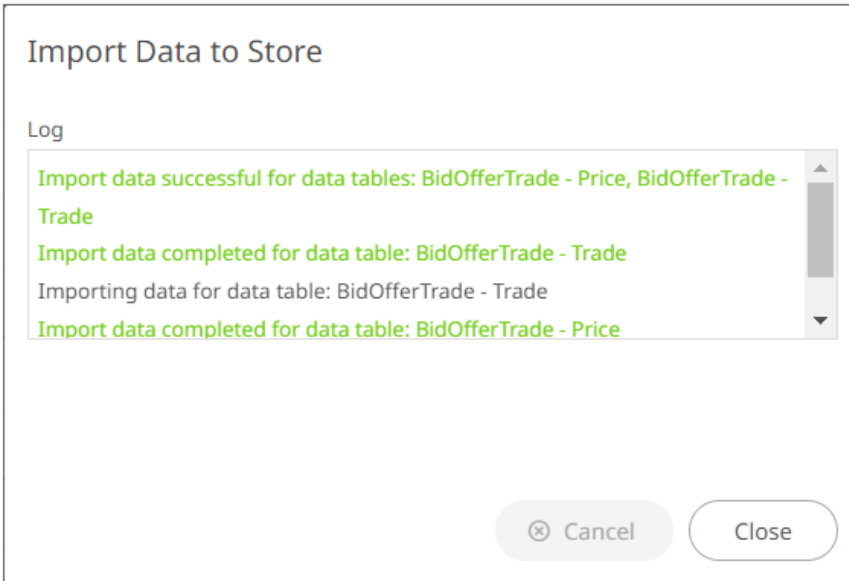 Import Data to Store
Log
Import data successful for data tables: BidOfferTrade - Price, BidOfferTrade -
Trade
Import data completed for data table: BidOfferTrade - Trade
Importing data for data table: BidOfferTrade - Trade
Import data completed for data table: BidOfferTrade - Price
Cancel
Close